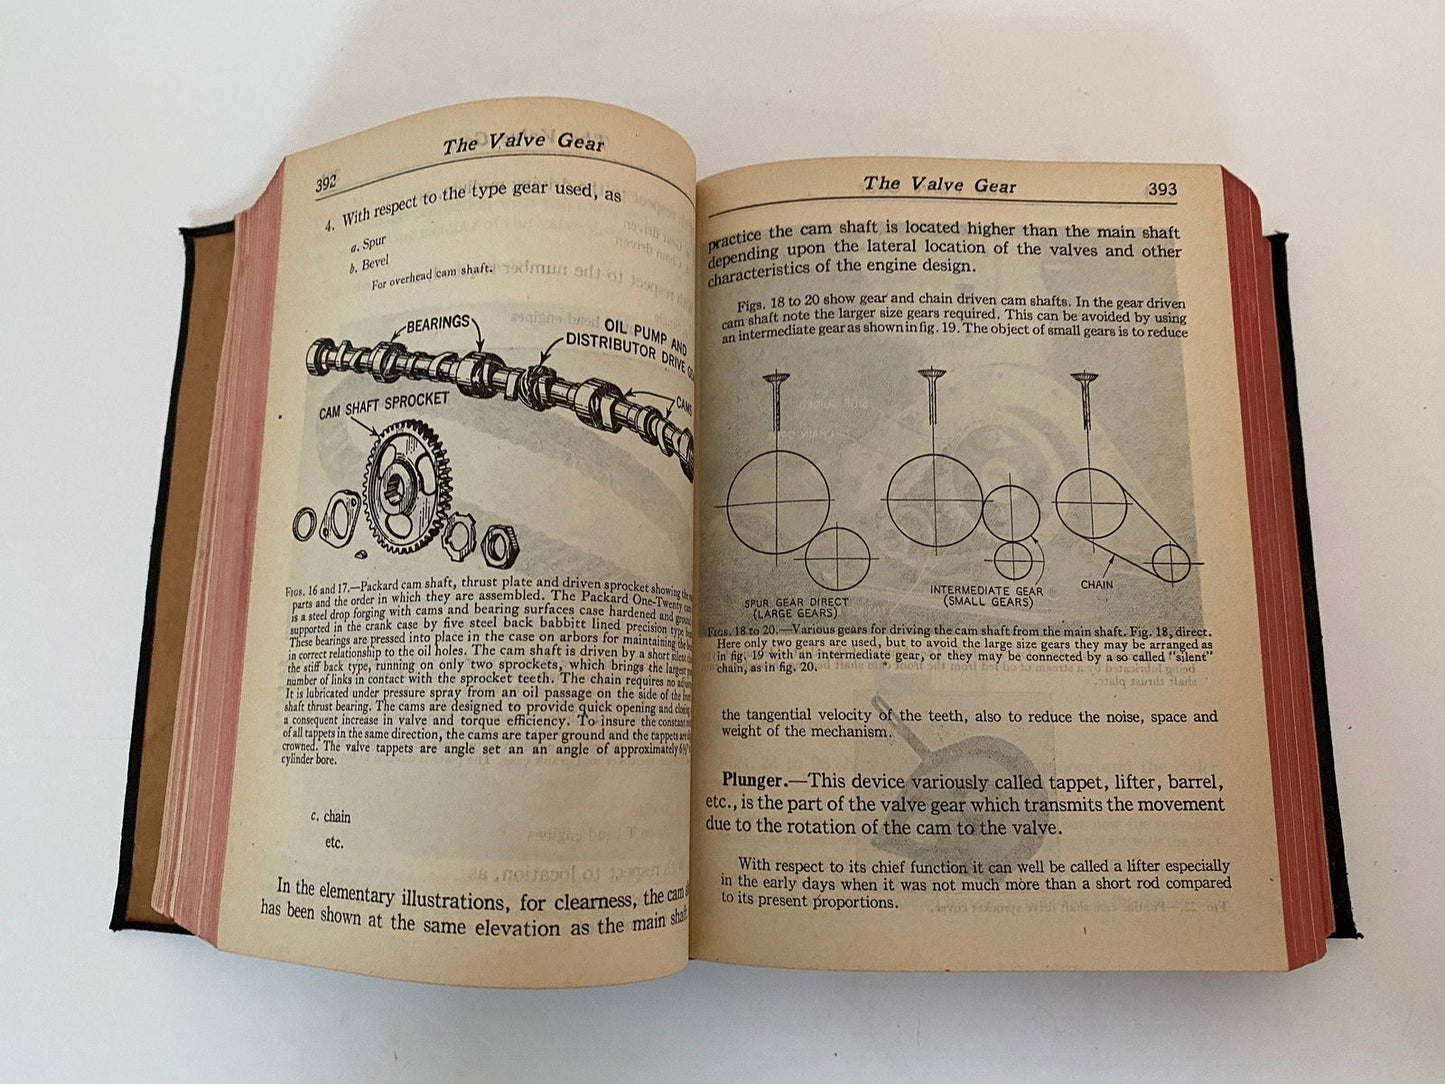 The Valve Gear
392
4. With respect to the type gear used, as
a. Spur
b. Bevel
For overhead cam shaft.
BEARINGS
OIL PUMP AND
DISTRIBUTOR DRIVE
CAM SHAFT SPROCKET
CAMS
FIGS. 16 and 17.—Packard cam shaft, thrust plate and driven sprocket showing the
parts and the order in which they are assembled. The Packard One-Twenty
is a steel drop forging with cams and bearing surfaces case hardened and ground,
supported in the crank case by five steel back babbitt lined precision type
These bearings are pressed into place in the case on arbors for maintaining the
in correct relationship to the oil holes. The cam shaft is driven by a short silent
the stiff back type, running on only two sprockets, which brings the largest
number of links in contact with the sprocket teeth. The chain requires no
It is lubricated under pressure spray from an oil passage on the side of the
shaft thrust bearing. The cams are designed to provide quick opening and closing
a consequent increase in valve and torque efficiency. To insure the constant
of all tappets in the same direction, the cams are taper ground and the tappets are
crowned. The valve tappets are angle set an an angle of approximately
cylinder bore.
c. chain
etc.
In the elementary illustrations, for clearness, the cam
has been shown at the same elevation as the main shaft.
The Valve Gear
393
practice the cam shaft is located higher than the main shaft
depending upon the lateral location of the valves and other
characteristics of the engine design.
Figs. 18 to 20 show gear and chain driven cam shafts. In the gear driven
cam shaft note the larger size gears required. This can be avoided by using
an intermediate gear as shown in fig. 19. The object of small gears is to reduce
SPUR GEAR DIRECT
(LARGE GEARS)
INTERMEDIATE GEAR
(SMALL GEARS)
CHAIN
FIGS. 18 to 20.—Various gears for driving the cam shaft from the main shaft. Fig. 18, direct.
Here only two gears are used, but to avoid the large size gears they may be arranged as
in fig. 19 with an intermediate gear, or they may be connected by a so called "silent"
chain, as in fig. 20.
the tangential velocity of the teeth, also to reduce the noise, space and
weight of the mechanism.
Plunger.—This device variously called tappet, lifter, barrel,
etc., is the part of the valve gear which transmits the movement
due to the rotation of the cam to the valve.
With respect to its chief function it can well be called a lifter especially
in the early days when it was not much more than a short rod compared
to its present proportions.